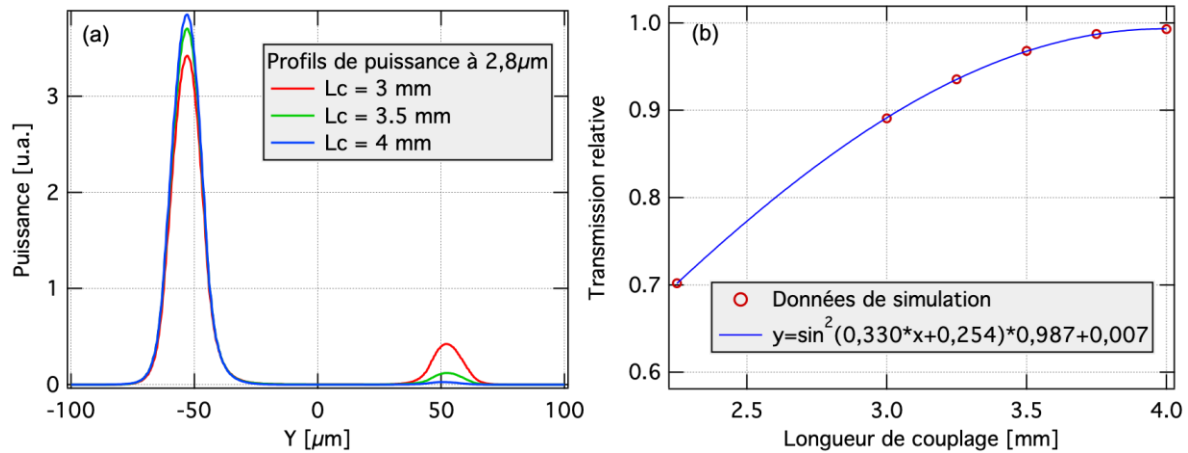 (a)
Profils de puissance à 2,8µm
Lc = 3 mm
Lc = 3.5 mm
Lc = 4 mm
Puissance [u.a.]
3
2
1
0
-100
-50
0
50
100
Y [µm]
(b)
Transmission relative
1.0
0.9
0.8
0.7
0.6
Données de simulation
y=sin²(0,330*x+0,254)*0,987+0,007
2.5
3.0
3.5
4.0
Longueur de couplage [mm]